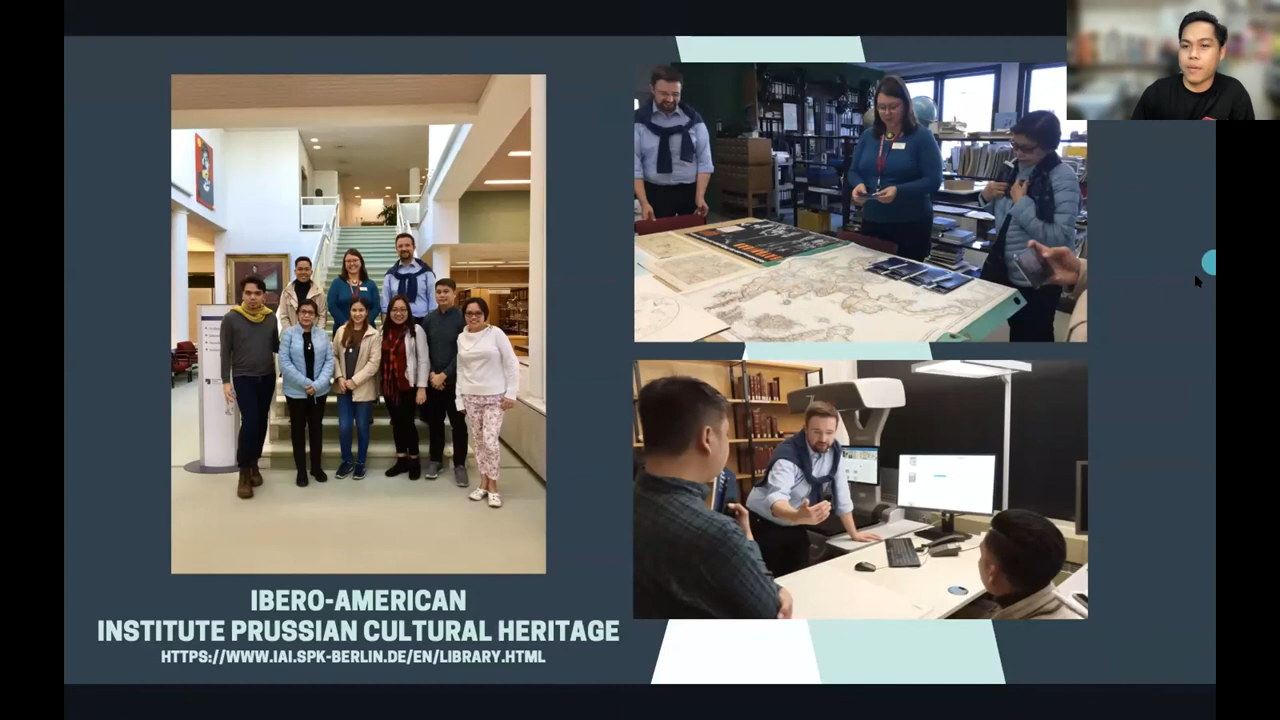 IBERO-AMERICAN
INSTITUTE PRUSSIAN CULTURAL HERITAGE
HTTPS://WWW.IAI.SPK-BERLIN.DE/EN/LIBRARY.HTML